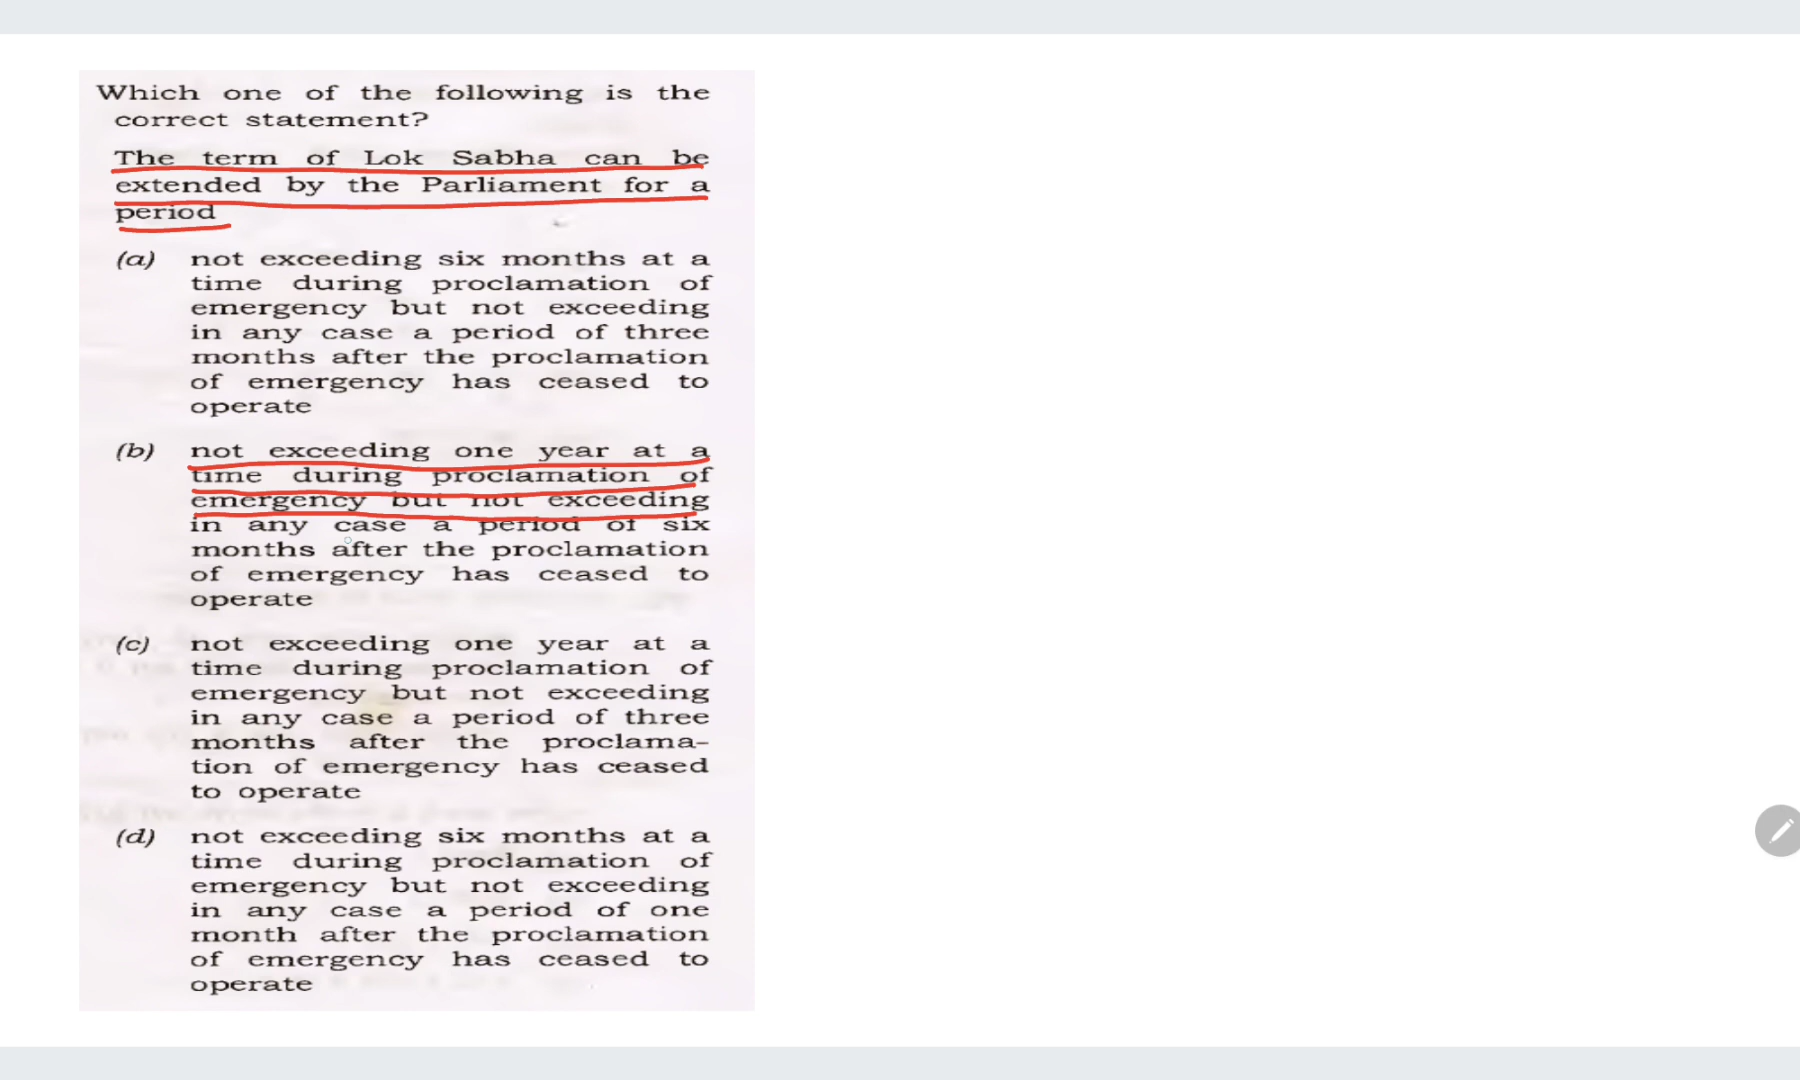 Which one of the following is the
correct statement?
The term of Lok Sabha can be
extended by the Parliament for a
period
(a) not exceeding six months at a
time during proclamation of
emergency but not exceeding
in any case a period of three
months after the proclamation
of emergency has ceased to
operate
(b) not exceeding one year at a
time during proclamation of
emergency but not exceeding
in any case a period of six
months after the proclamation
of emergency has ceased to
operate
(c) not exceeding one year at a
time during proclamation of
emergency but not exceeding
in any case a period of three
months after the proclama-
tion of emergency has ceased
to operate
(d) not exceeding six months at a
time during proclamation of
emergency but not exceeding
in any case a period of one
month after the proclamation
of emergency has ceased to
operate